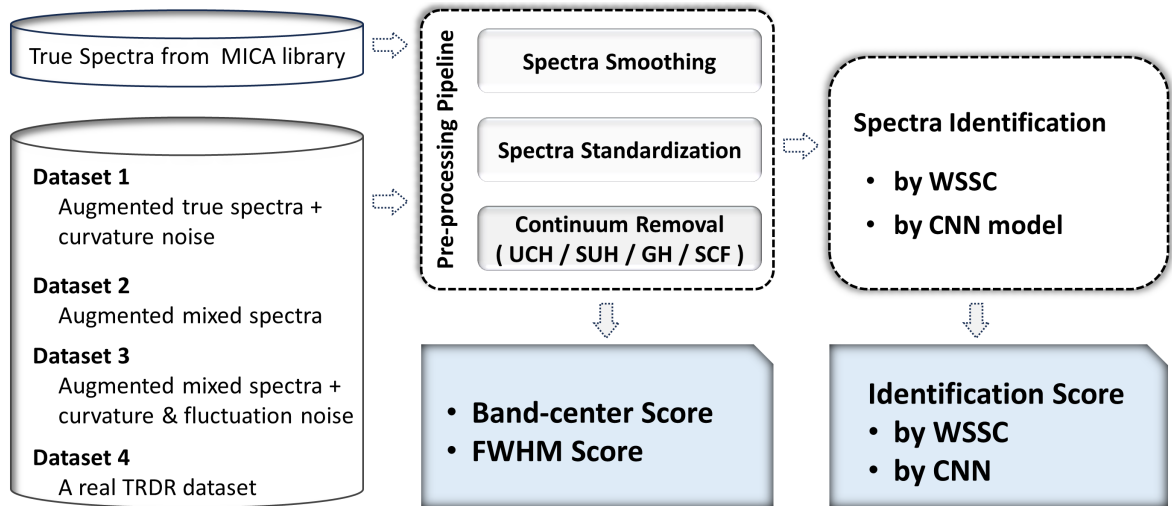 True Spectra from MICA library
Dataset 1
Augmented true spectra +
curvature noise
Dataset 2
Augmented mixed spectra
Dataset 3
Augmented mixed spectra +
curvature & fluctuation noise
Dataset 4
A real TRDR dataset
Pre-processing Pipeline
Spectra Smoothing
Spectra Standardization
Continuum Removal
( UCH / SUH / GH / SCF )
• Band-center Score
• FWHM Score
Spectra Identification
• by WSSC
• by CNN model
Identification Score
• by WSSC
• by CNN